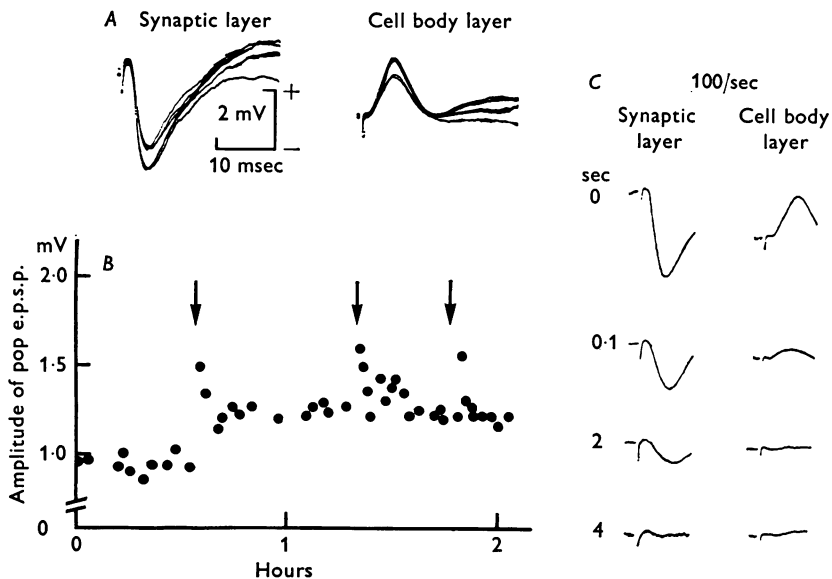 A Synaptic layer Cell body layer
+
2 mV
10 msec
−
C 100/sec
Synaptic layer Cell body layer
sec
0
0·1
2
4
mV
B
2·0
1·5
1·0
0
Amplitude of pop e.p.s.p.
0 1 2
Hours